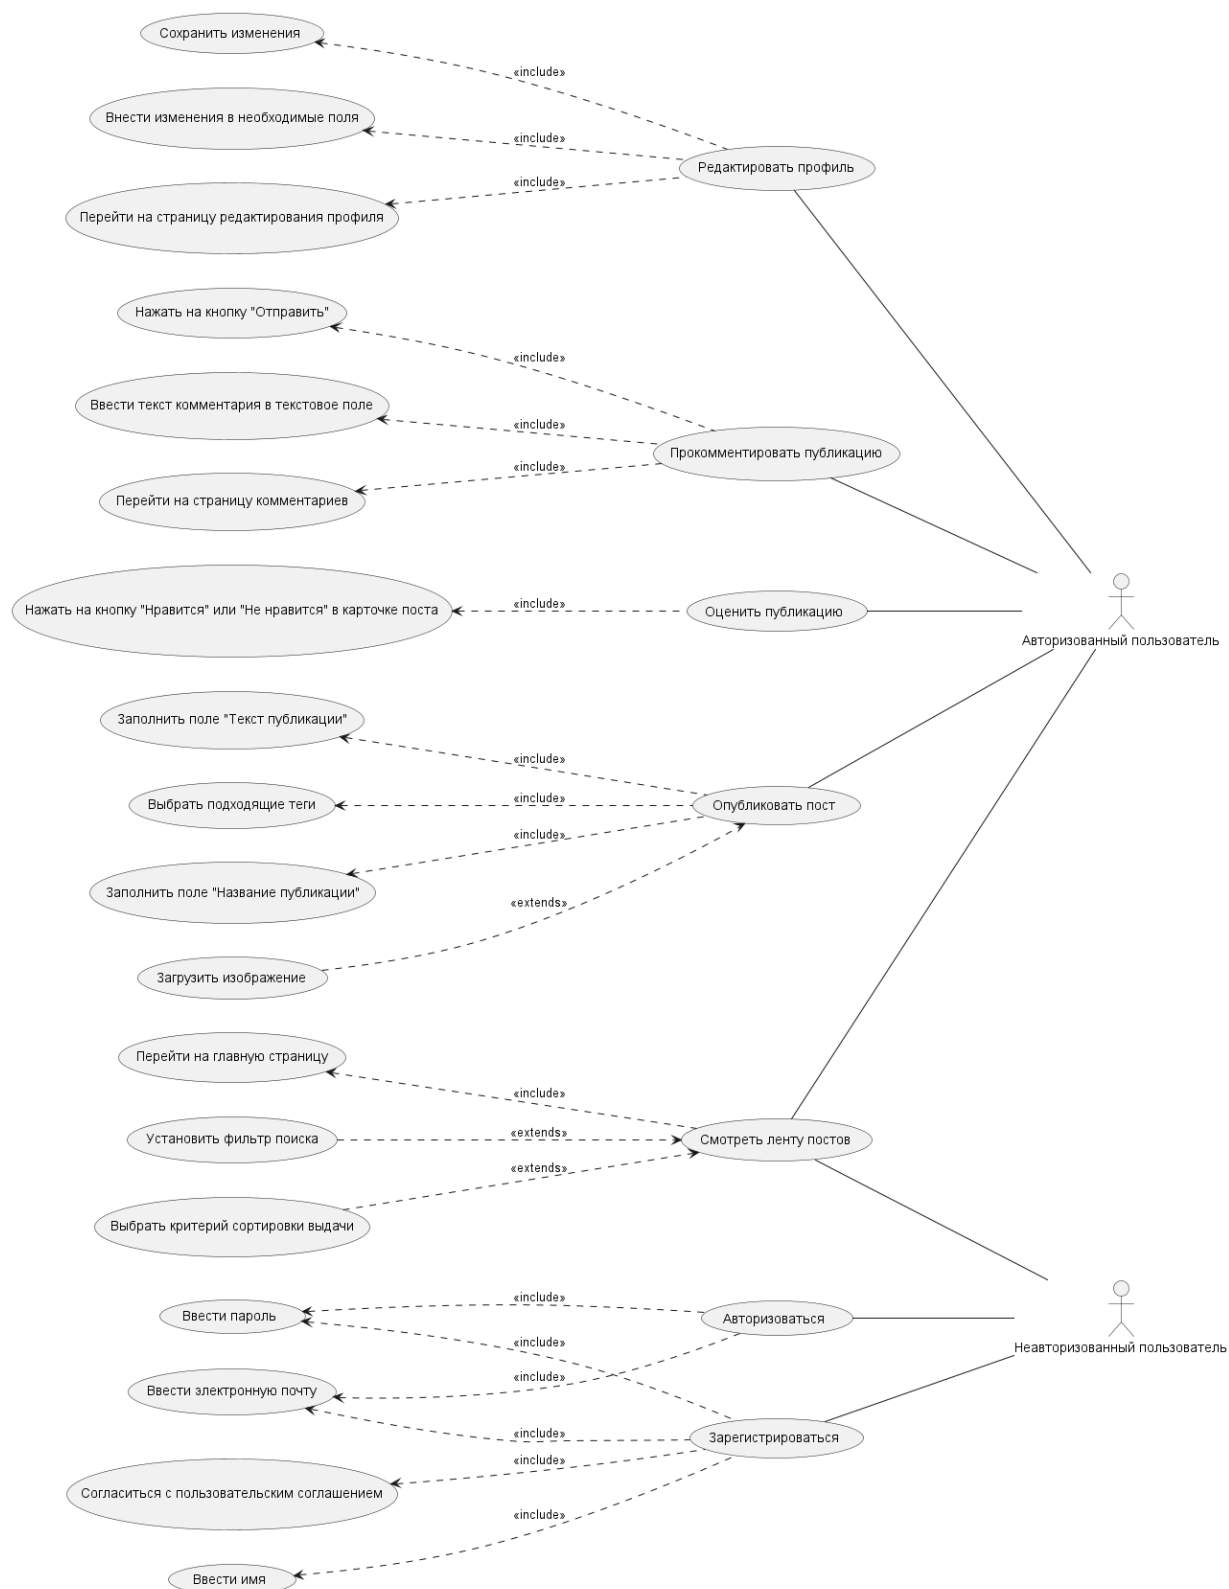 Сохранить изменения
«include»
Внести изменения в необходимые поля
«include»
Редактировать профиль
«include»
Перейти на страницу редактирования профиля
Нажать на кнопку "Отправить"
«include»
Ввести текст комментария в текстовое поле
«include»
Прокомментировать публикацию
«include»
Перейти на страницу комментариев
Нажать на кнопку "Нравится" или "Не нравится" в карточке поста
«include»
Оценить публикацию
Авторизованный пользователь
Заполнить поле "Текст публикации"
«include»
Выбрать подходящие теги
«include»
Опубликовать пост
«include»
Заполнить поле "Название публикации"
«extends»
Загрузить изображение
Перейти на главную страницу
«include»
Установить фильтр поиска
«extends»
Смотреть ленту постов
«extends»
Выбрать критерий сортировки выдачи
«include»
Ввести пароль
Авторизоваться
«include»
Неавторизованный пользователь
«include»
Ввести электронную почту
«include»
Зарегистрироваться
«include»
Согласиться с пользовательским соглашением
«include»
Ввести имя